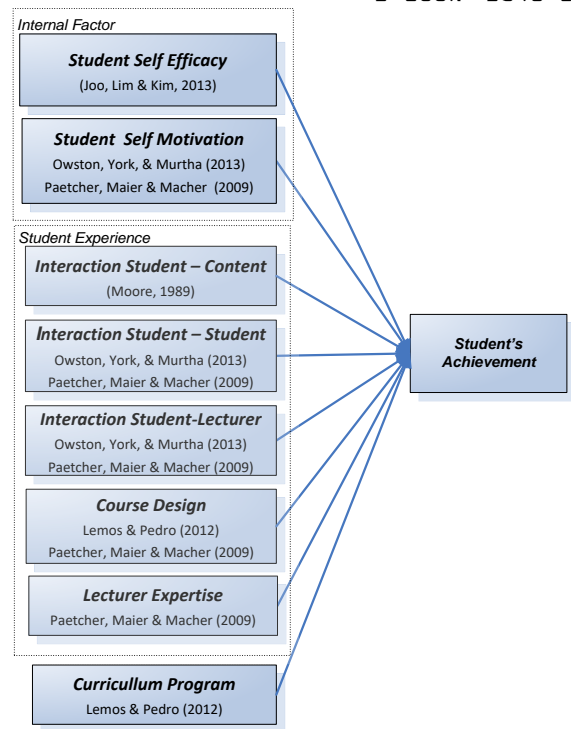 Internal Factor
Student Self Efficacy
(Joo, Lim & Kim, 2013)
Student Self Motivation
Owston, York, & Murtha (2013)
Paetcher, Maier & Macher (2009)
Student Experience
Interaction Student – Content
(Moore, 1989)
Interaction Student – Student
Owston, York, & Murtha (2013)
Paetcher, Maier & Macher (2009)
Interaction Student-Lecturer
Owston, York, & Murtha (2013)
Paetcher, Maier & Macher (2009)
Course Design
Lemos & Pedro (2012)
Paetcher, Maier & Macher (2009)
Lecturer Expertise
Paetcher, Maier & Macher (2009)
Curricullum Program
Lemos & Pedro (2012)
Student's
Achievement